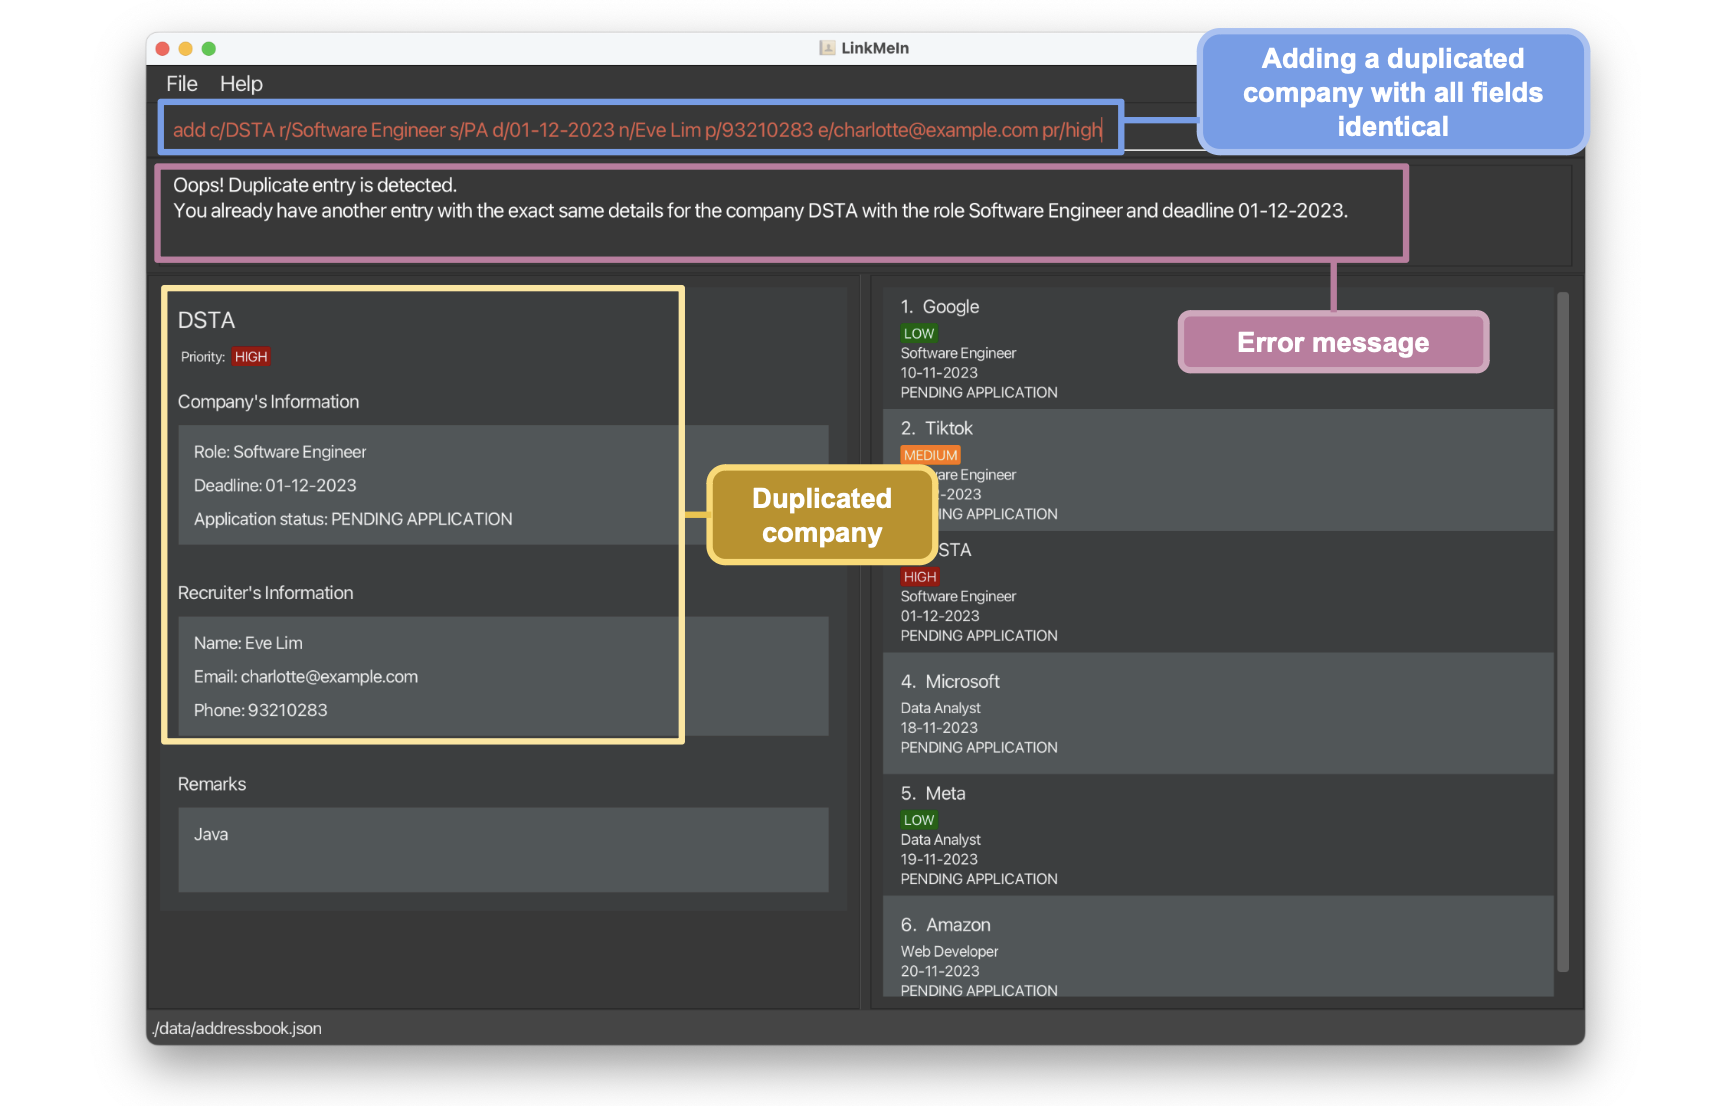 LinkMeIn
File Help
Adding a duplicated
company with all fields
identical
add c/DSTA r/Software Engineer s/PA d/01-12-2023 n/Eve Lim p/93210283 e/charlotte@example.com pr/high
Oops! Duplicate entry is detected.
You already have another entry with the exact same details for the company DSTA with the role Software Engineer and deadline 01-12-2023.
Error message
DSTA
Priority: HIGH
Company's Information
Role: Software Engineer
Deadline: 01-12-2023
Application status: PENDING APPLICATION
Recruiter's Information
Name: Eve Lim
Email: charlotte@example.com
Phone: 93210283
Remarks
Java
Duplicated
company
1. Google
LOW
Software Engineer
10-11-2023
PENDING APPLICATION
2. Tiktok
MEDIUM
Engineer
-2023
APPLICATION
STA
HIGH
Software Engineer
01-12-2023
PENDING APPLICATION
4. Microsoft
Data Analyst
18-11-2023
PENDING APPLICATION
5. Meta
LOW
Data Analyst
19-11-2023
PENDING APPLICATION
6. Amazon
Web Developer
20-11-2023
PENDING APPLICATION
./data/addressbook.json